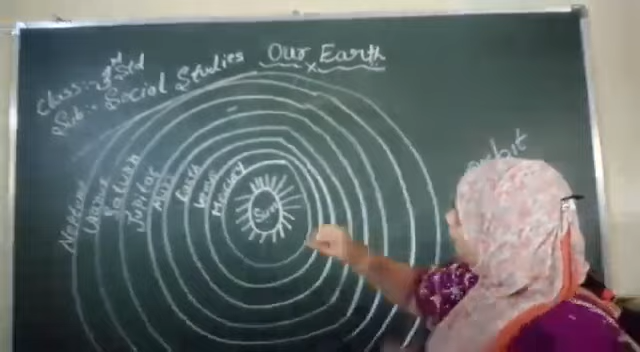 Class:- 3rd Std
Sub:- Social Studies
Our Earth
orbit
Neptune
Uranus
Saturn
Jupiter
Mars
Earth
Venus
Mercury
Sun